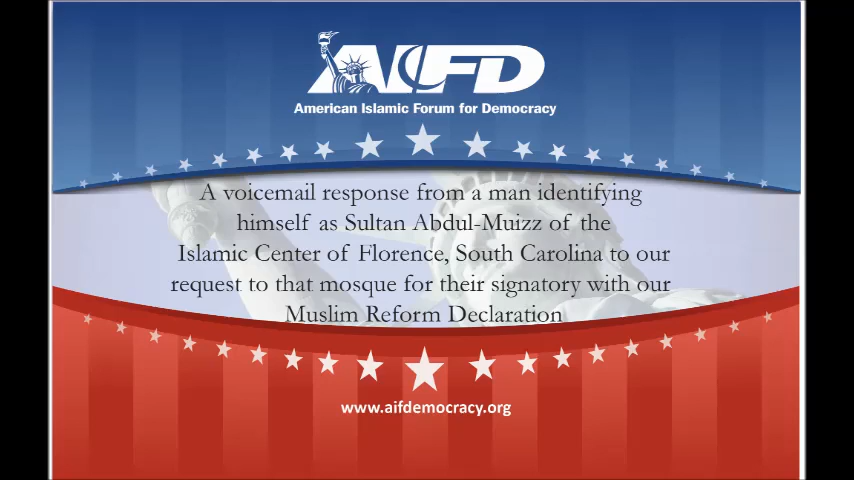 AIFD
American Islamic Forum for Democracy
A voicemail response from a man identifying
himself as Sultan Abdul-Muizz of the
Islamic Center of Florence, South Carolina to our
request to that mosque for their signatory with our
Muslim Reform Declaration
www.aifdemocracy.org